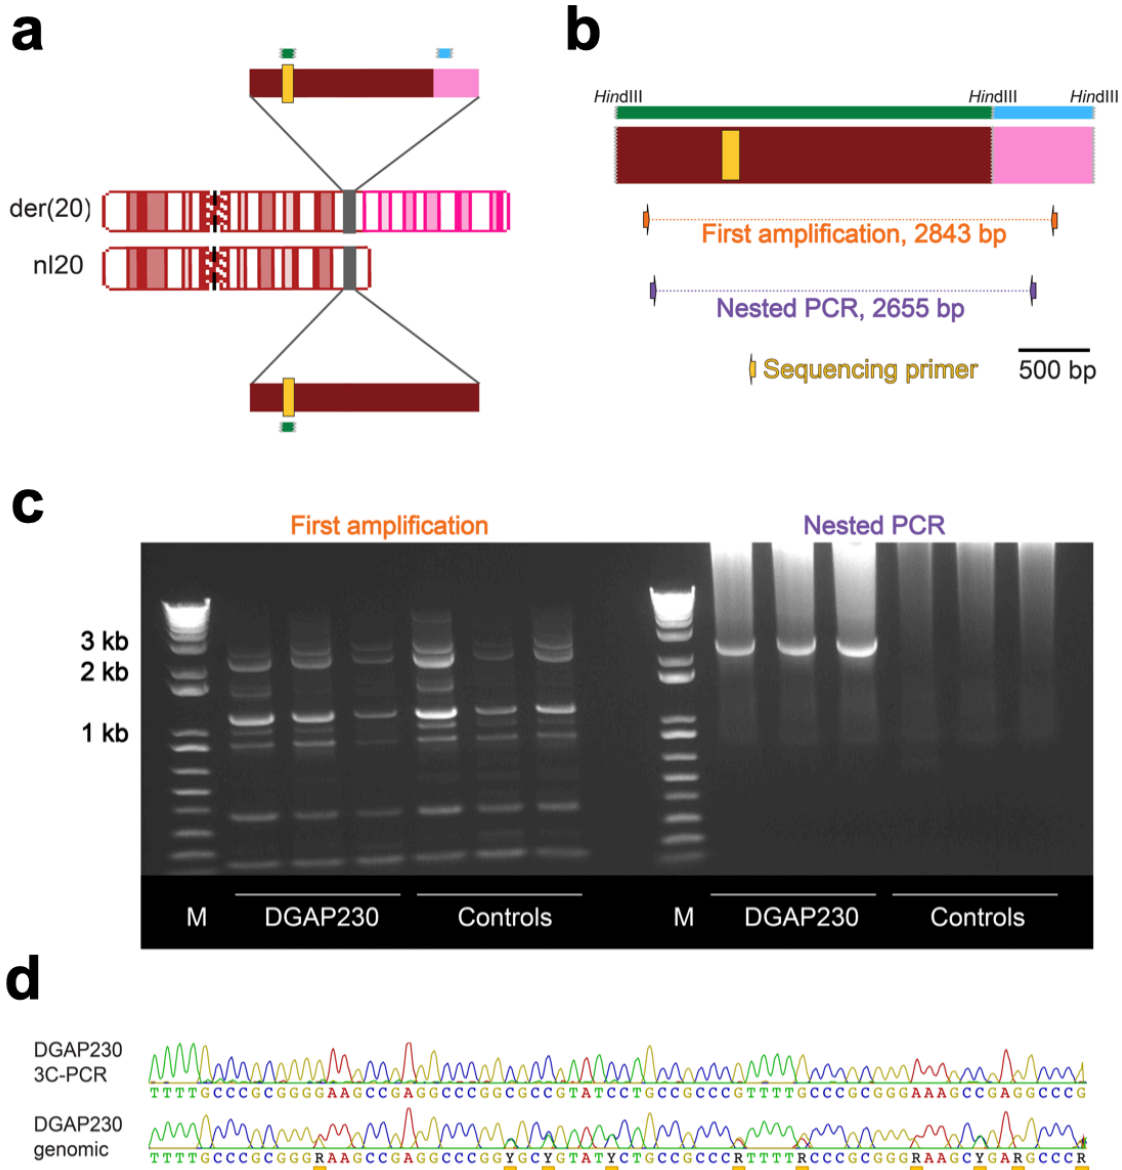 a
b
der(20)
nl20
HindIII
HindIII
HindIII
First amplification, 2843 bp
Nested PCR, 2655 bp
Sequencing primer
500 bp
c
First amplification
Nested PCR
3 kb
2 kb
1 kb
M
DGAP230
Controls
M
DGAP230
Controls
d
DGAP230
3C-PCR
TTTTGCCCGCGGGGAAGCCGAGGCCCGGCGCCGTATCCTGCCGCCCGTTTTGCCCGCGGGAAAGCCGAGGCCCG
DGAP230
genomic
TTTTGCCCGCGGGRAAGCCGAGGCCCGGYGCYGTATYCTGCCGCCCRTTTTRCCCGCGGGRAAGCYGARGCCCR